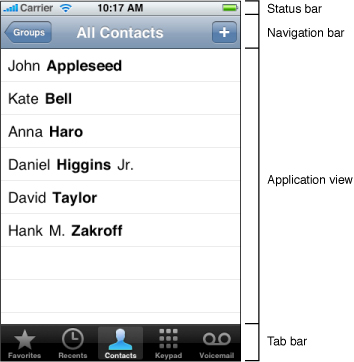 Carrier 10:17 AM Status bar
Groups All Contacts + Navigation bar
John Appleseed
Kate Bell
Anna Haro
Daniel Higgins Jr.
Application view
David Taylor
Hank M. Zakroff
Tab bar
Favorites Recents Contacts Keypad Voicemail